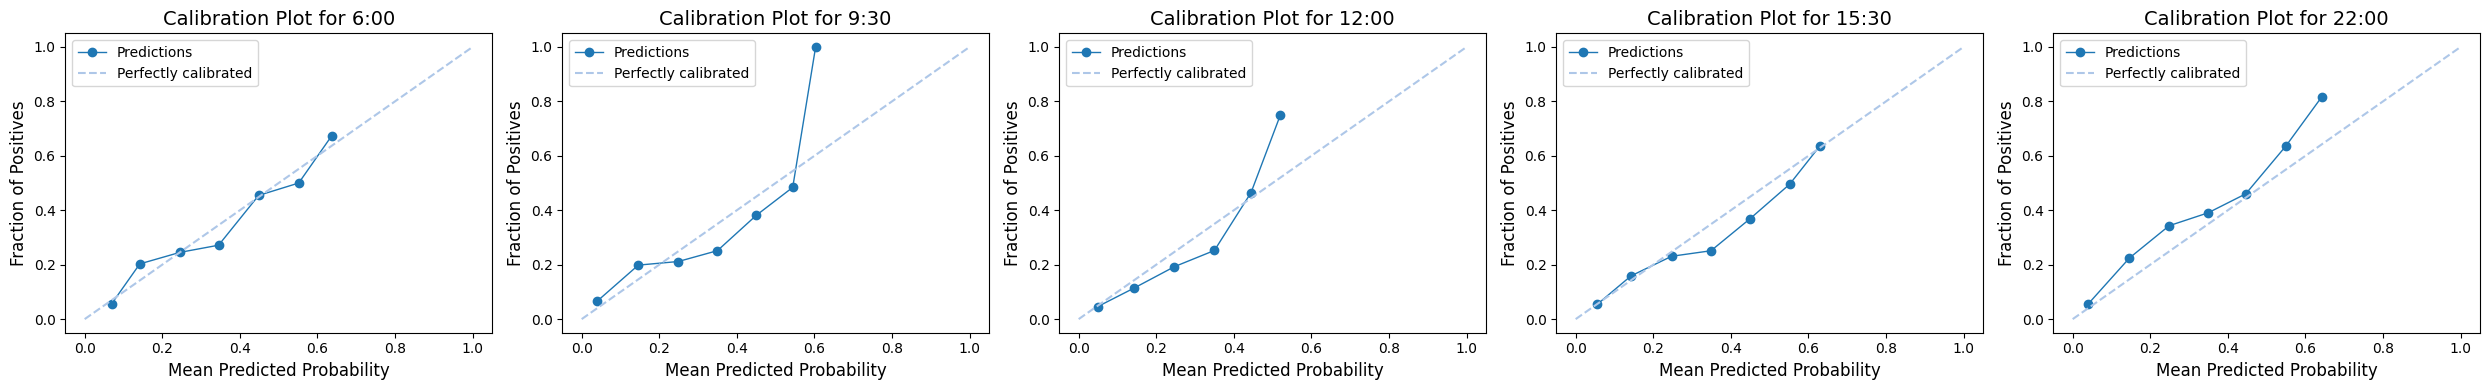 Calibration Plot for 6:00
Predictions
Perfectly calibrated
Fraction of Positives
1.0
0.8
0.6
0.4
0.2
0.0
0.0 0.2 0.4 0.6 0.8 1.0
Mean Predicted Probability
Calibration Plot for 9:30
Predictions
Perfectly calibrated
Fraction of Positives
1.0
0.8
0.6
0.4
0.2
0.0
0.0 0.2 0.4 0.6 0.8 1.0
Mean Predicted Probability
Calibration Plot for 12:00
Predictions
Perfectly calibrated
Fraction of Positives
1.0
0.8
0.6
0.4
0.2
0.0
0.0 0.2 0.4 0.6 0.8 1.0
Mean Predicted Probability
Calibration Plot for 15:30
Predictions
Perfectly calibrated
Fraction of Positives
1.0
0.8
0.6
0.4
0.2
0.0
0.0 0.2 0.4 0.6 0.8 1.0
Mean Predicted Probability
Calibration Plot for 22:00
Predictions
Perfectly calibrated
Fraction of Positives
1.0
0.8
0.6
0.4
0.2
0.0
0.0 0.2 0.4 0.6 0.8 1.0
Mean Predicted Probability